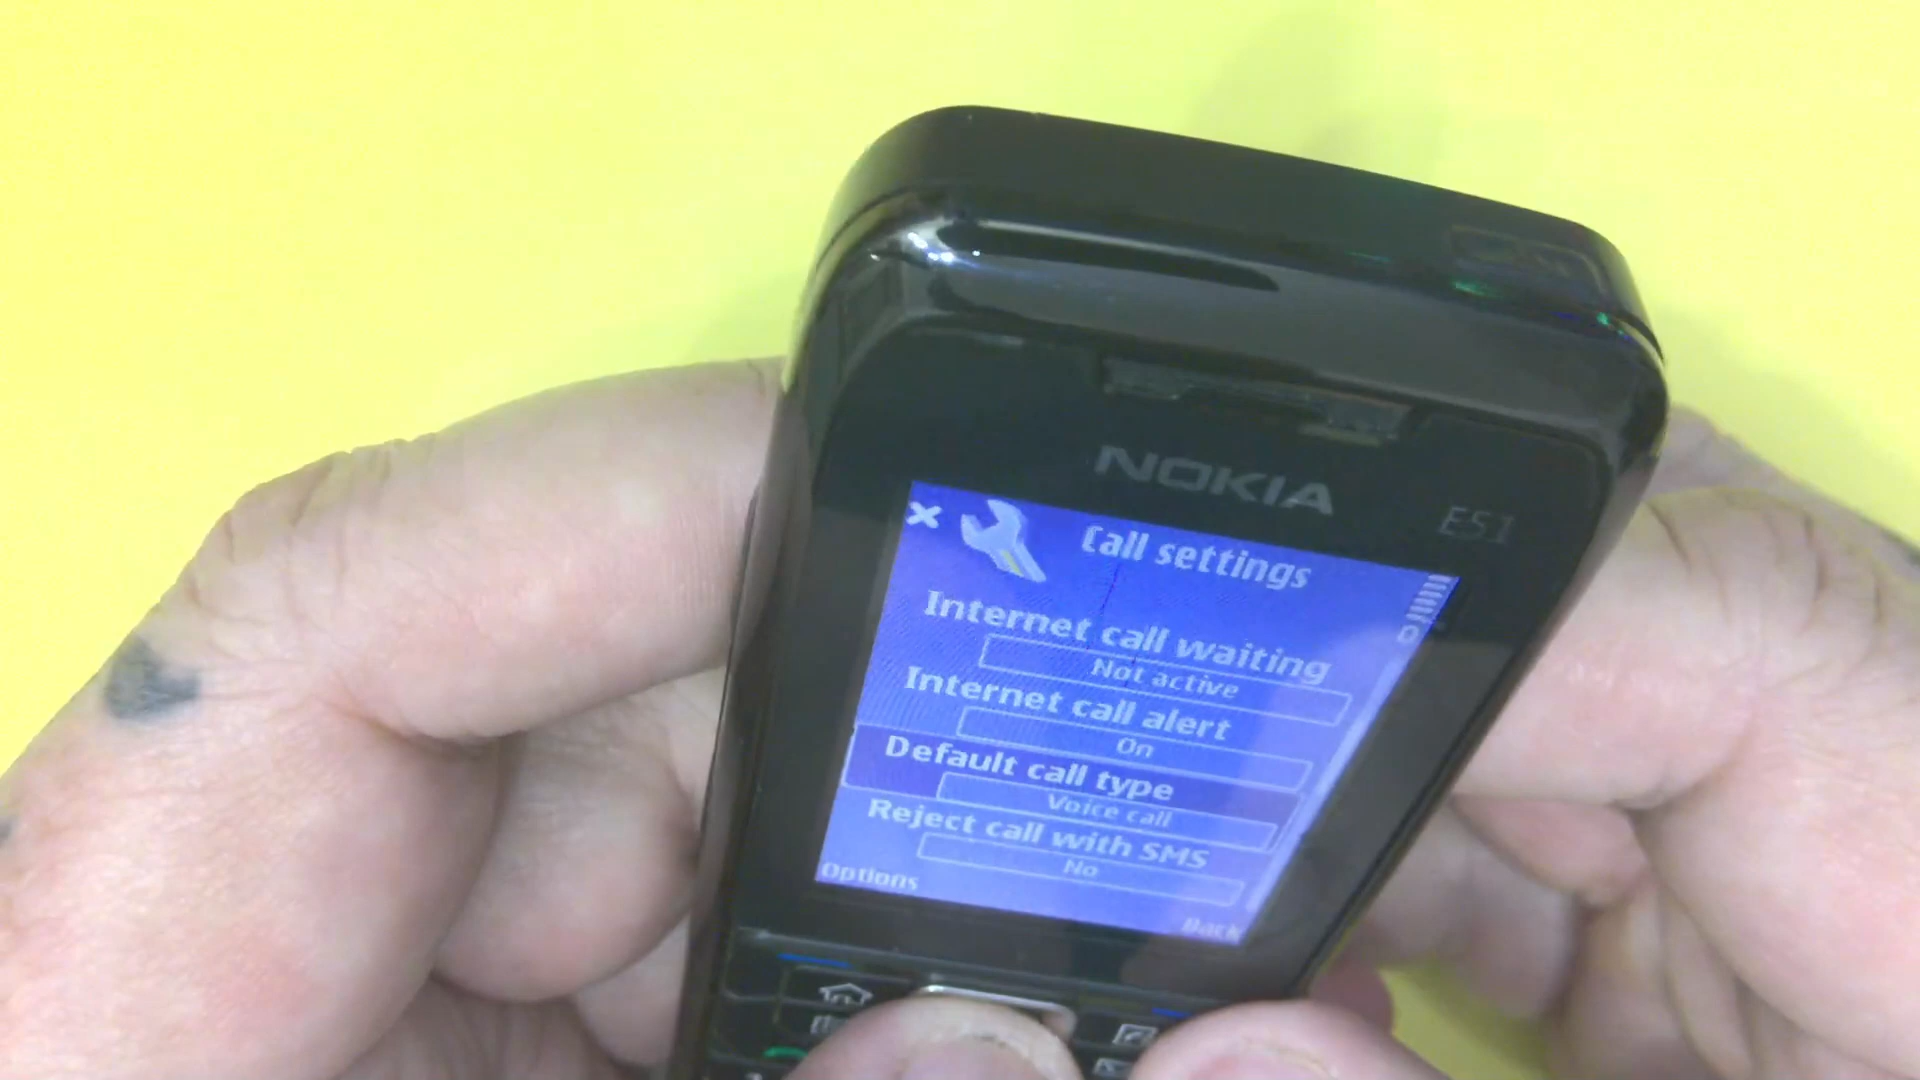 NOKIA
E51
Call settings
Internet call waiting
Not active
Internet call alert
On
Default call type
Voice call
Reject call with SMS
No
Options
Back